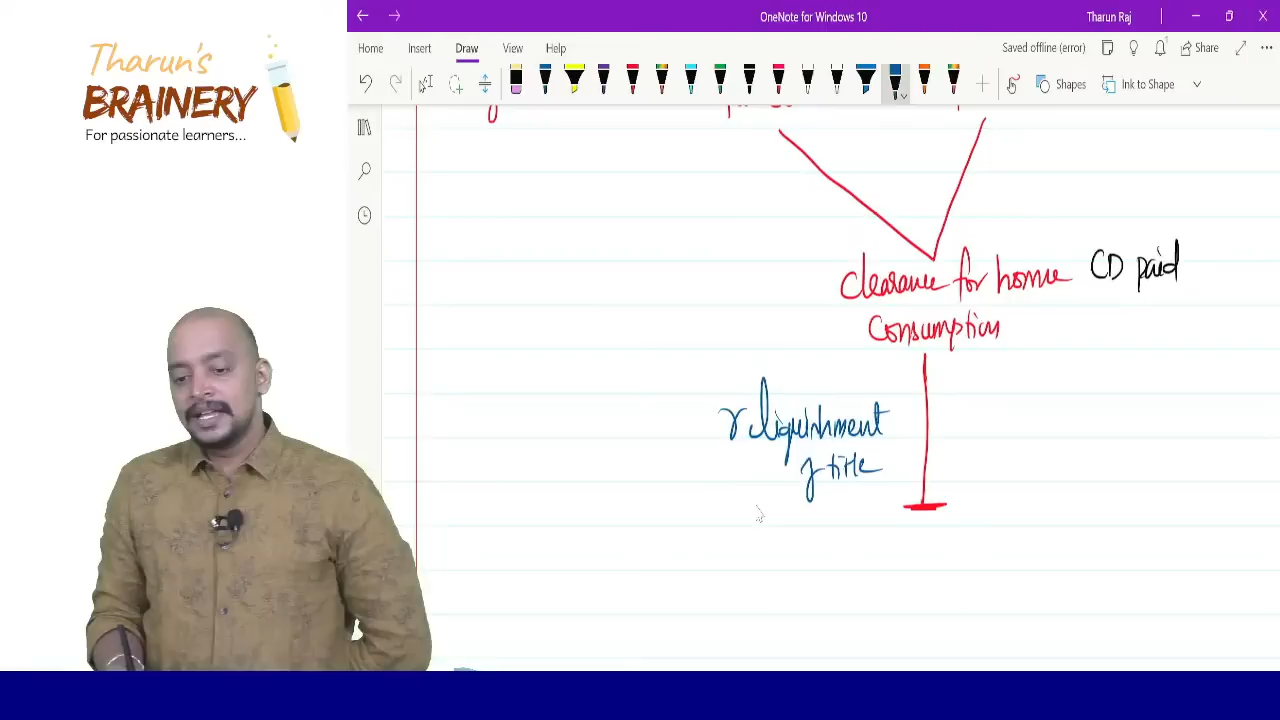 OneNote for Windows 10
Tharun Raj
Home Insert Draw View Help
Saved offline (error)
Share
Shapes
Ink to Shape
Tharun's
BRAINERY
For passionate learners...
clearance for home CD paid
Consumption
reliquishment
of title